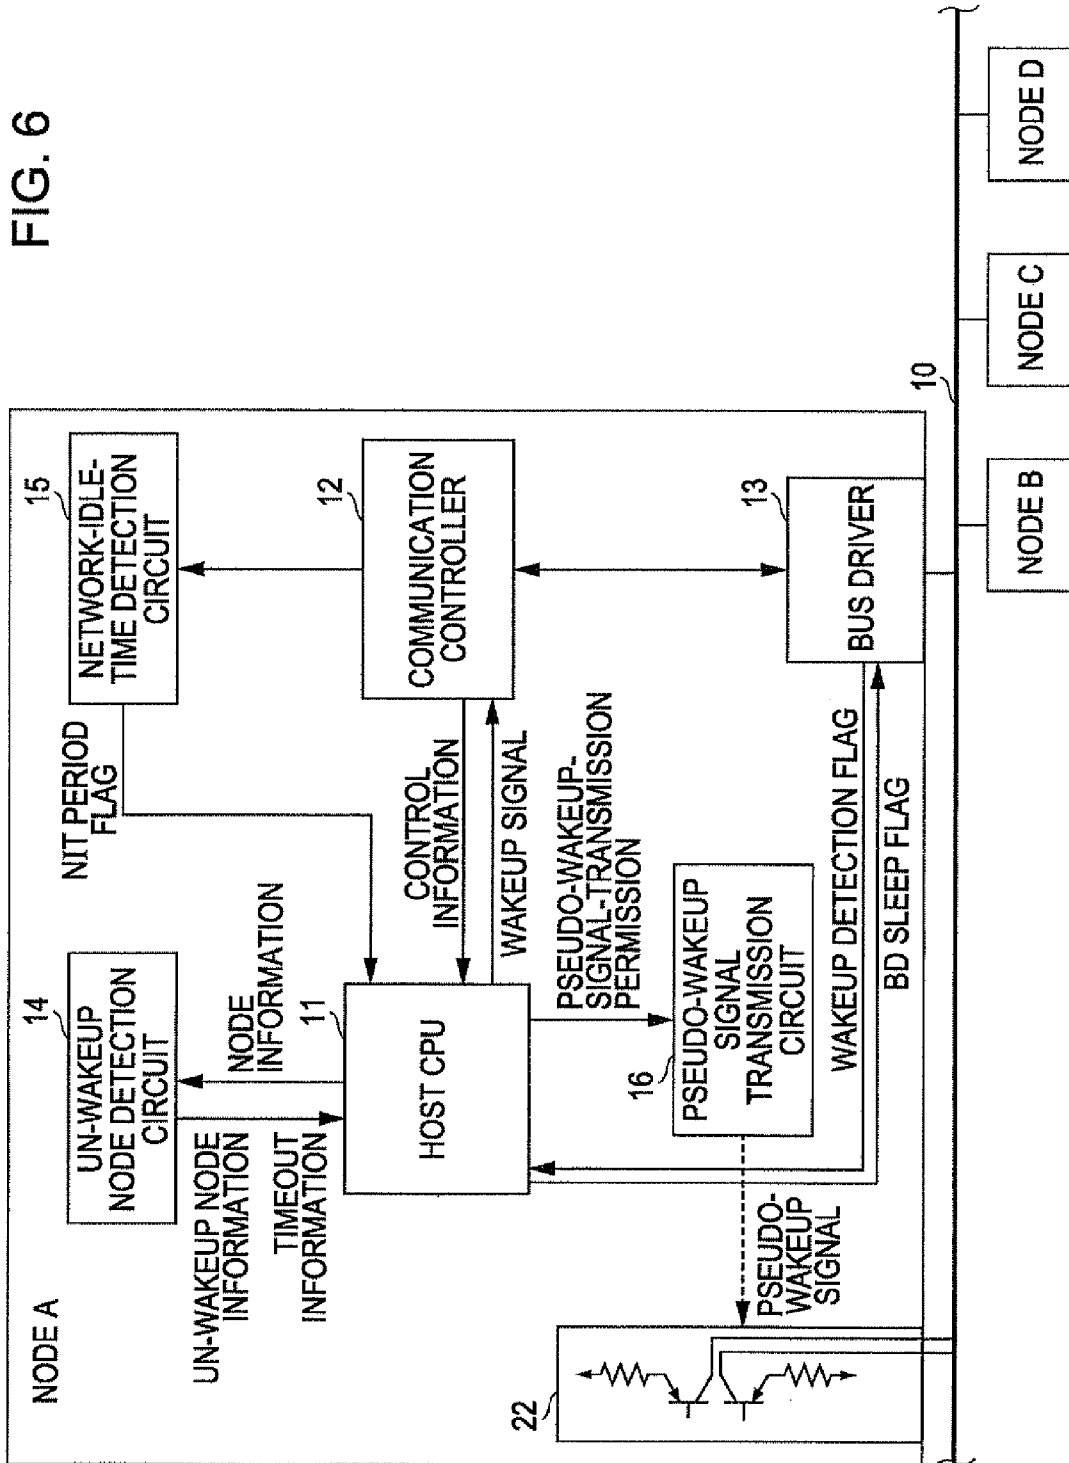 FIG. 6
NODE A
14
UN-WAKEUP
NODE DETECTION
CIRCUIT
15
NETWORK-IDLE-
TIME DETECTION
CIRCUIT
NIT PERIOD
FLAG
UN-WAKEUP NODE
INFORMATION
TIMEOUT
INFORMATION
NODE
INFORMATION
11
HOST CPU
12
COMMUNICATION
CONTROLLER
CONTROL
INFORMATION
WAKEUP SIGNAL
PSEUDO-WAKEUP-
SIGNAL-TRANSMISSION
PERMISSION
16
PSEUDO-WAKEUP
SIGNAL
TRANSMISSION
CIRCUIT
PSEUDO-
WAKEUP
SIGNAL
22
13
BUS DRIVER
WAKEUP DETECTION FLAG
BD SLEEP FLAG
10
NODE B
NODE C
NODE D